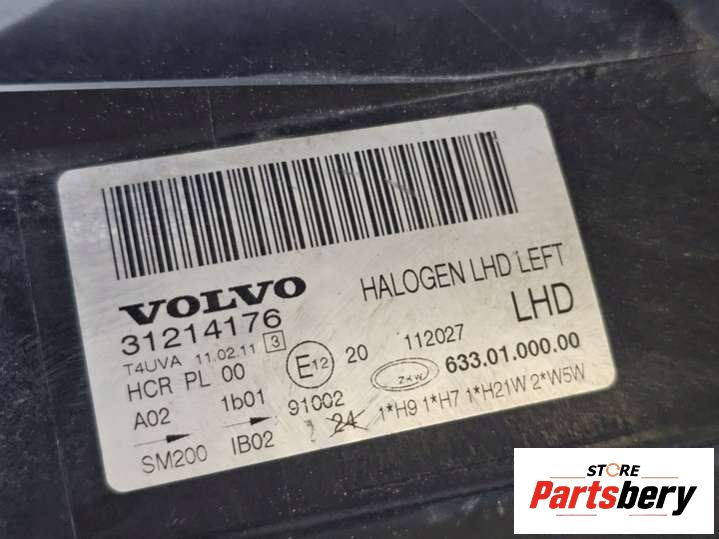 VOLVO
HALOGEN LHD LEFT
31214176
LHD
T4UVA 11.02.11 3
HCR PL 00
E12 20 112027
ZKW 633.01.000.00
A02 1b01 91002
24 1*H9 1*H7 1*H21W 2*W5W
SM200 IB02
STORE
Partsbery